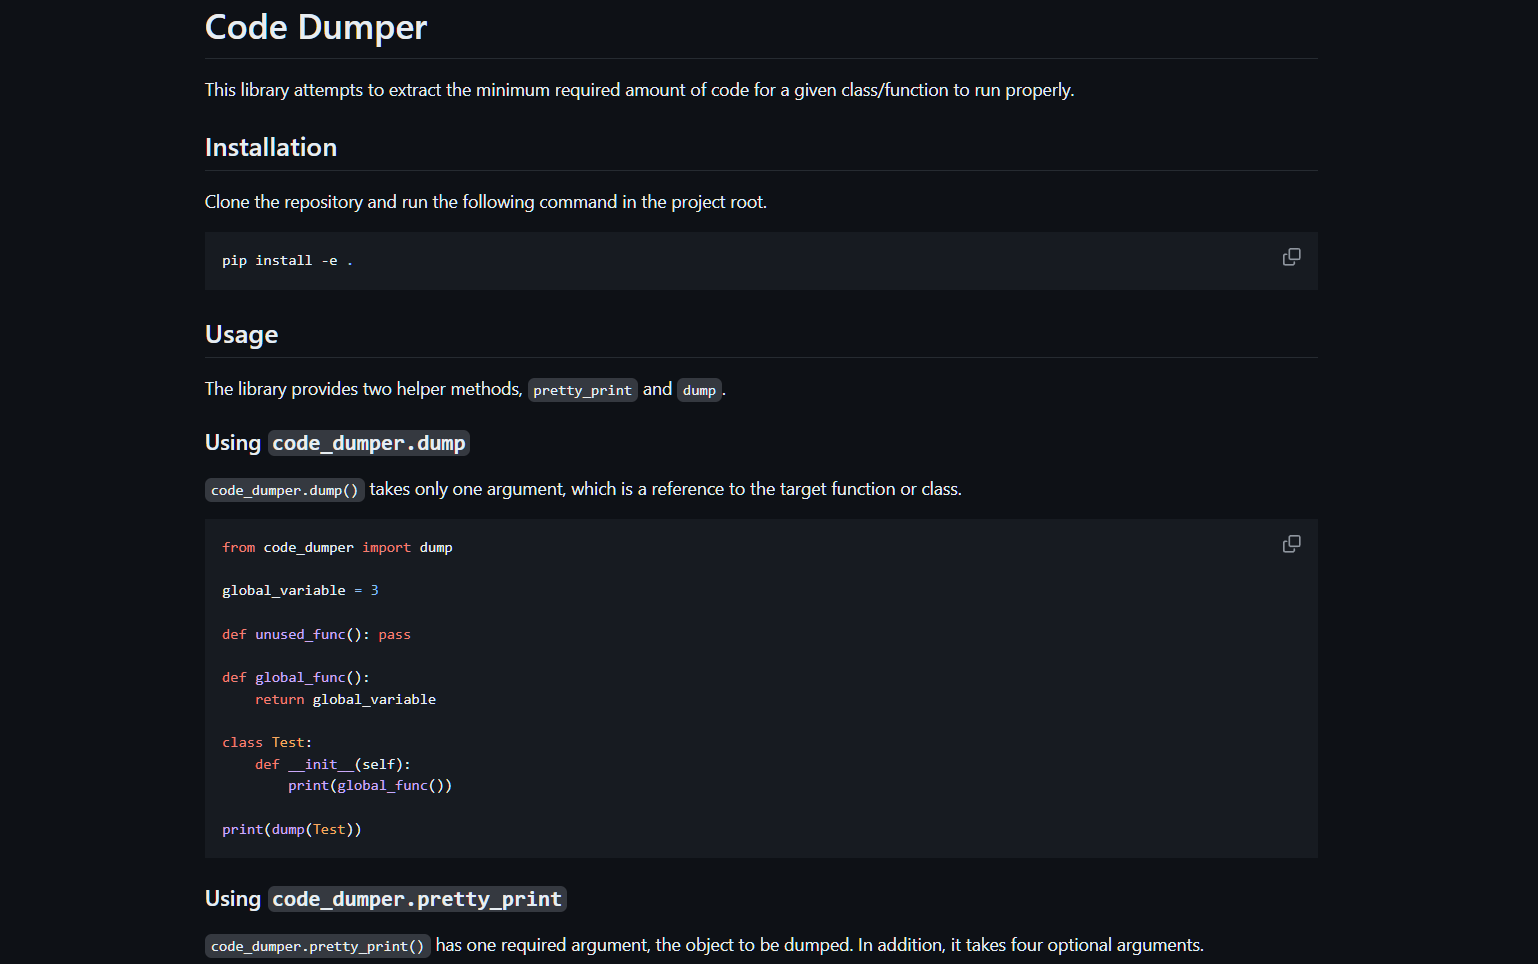 Code Dumper
This library attempts to extract the minimum required amount of code for a given class/function to run properly.
Installation
Clone the repository and run the following command in the project root.
pip install -e .
Usage
The library provides two helper methods, pretty_print and dump.
Using code_dumper.dump
code_dumper.dump() takes only one argument, which is a reference to the target function or class.
from code_dumper import dump
global_variable = 3
def unused_func(): pass
def global_func():
    return global_variable
class Test:
    def __init__(self):
        print(global_func())
print(dump(Test))
Using code_dumper.pretty_print
code_dumper.pretty_print() has one required argument, the object to be dumped. In addition, it takes four optional arguments.